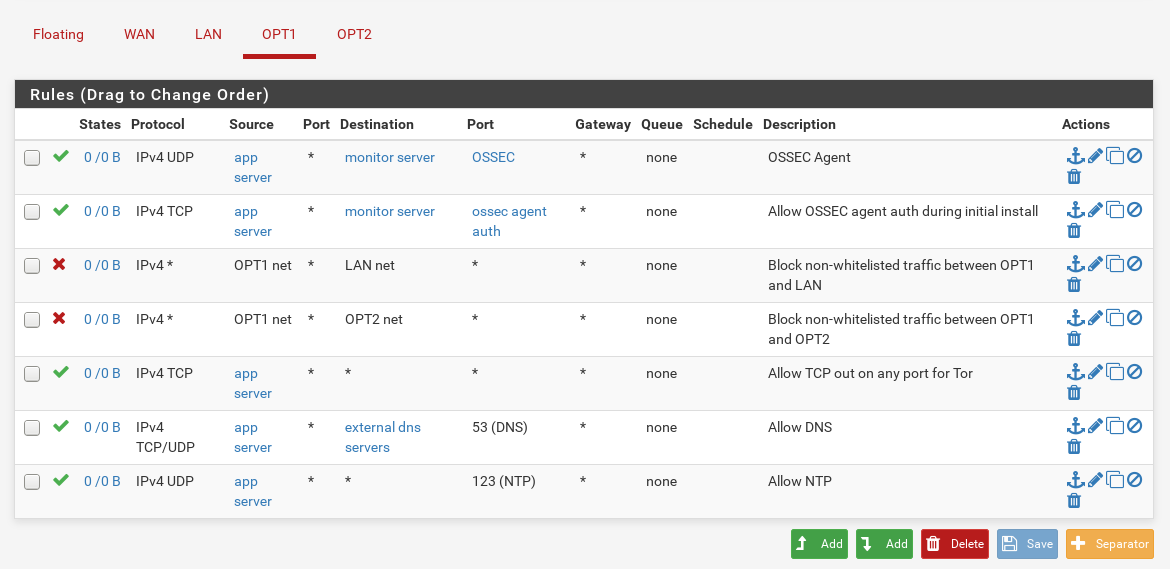 Floating WAN LAN OPT1 OPT2
Rules (Drag to Change Order)
States Protocol Source Port Destination Port Gateway Queue Schedule Description Actions
0 /0 B IPv4 UDP app * monitor server OSSEC * none OSSEC Agent
server
0 /0 B IPv4 TCP app * monitor server ossec agent * none Allow OSSEC agent auth during initial install
server auth
0 /0 B IPv4 * OPT1 net * LAN net * * none Block non-whitelisted traffic between OPT1
and LAN
0 /0 B IPv4 * OPT1 net * OPT2 net * * none Block non-whitelisted traffic between OPT1
and OPT2
0 /0 B IPv4 TCP app * * * * none Allow TCP out on any port for Tor
server
0 /0 B IPv4 app * external dns 53 (DNS) * none Allow DNS
TCP/UDP server servers
0 /0 B IPv4 UDP app * * 123 (NTP) * none Allow NTP
server
Add Add Delete Save Separator